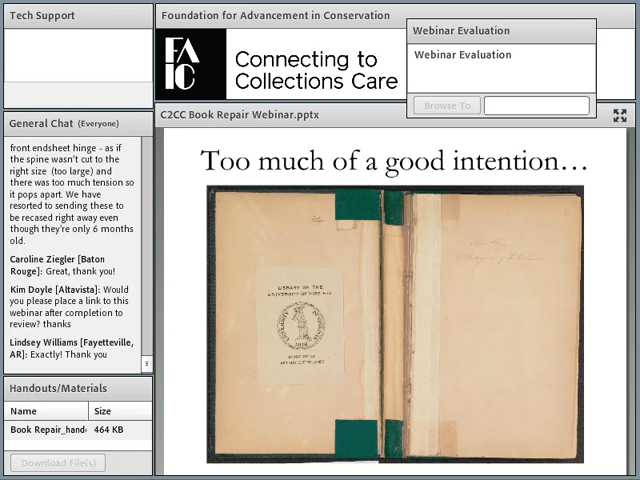 Tech Support
Foundation for Advancement in Conservation
FA
IC
Connecting to
Collections Care
Webinar Evaluation
Webinar Evaluation
Browse To
General Chat (Everyone)
front endsheet hinge - as if
the spine wasn't cut to the
right size (too large) and
there was too much tension so
it pops apart. We have
resorted to sending these to
be recased right away even
though they're only 6 months
old.
Caroline Ziegler [Baton
Rouge]: Great, thank you!
Kim Doyle [Altavista]: Would
you please place a link to this
webinar after completion to
review? thanks
Lindsey Williams [Fayetteville,
AR]: Exactly! Thank you
Handouts/Materials
Name Size
Book Repair_hand 464 KB
Download File(s)
C2CC Book Repair Webinar.pptx
Too much of a good intention...
LIBRARY OF THE
UNIVERSITY OF